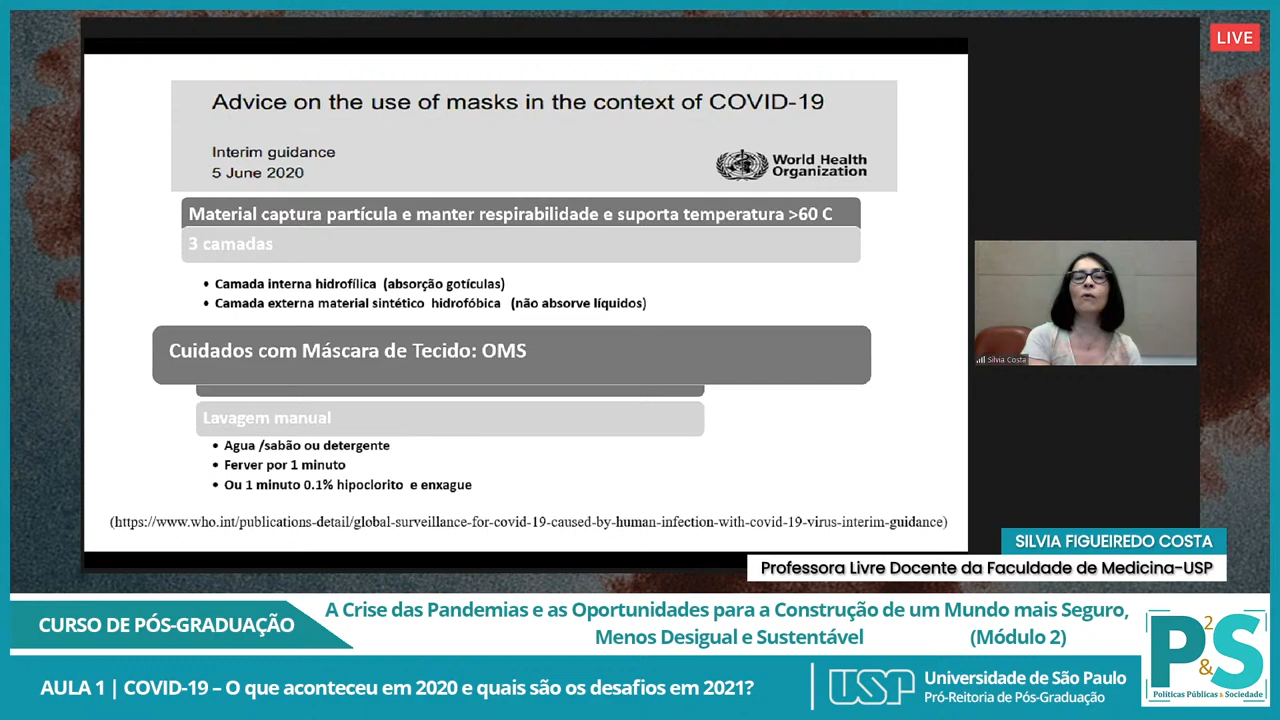 LIVE
Advice on the use of masks in the context of COVID-19
Interim guidance
5 June 2020
World Health
Organization
Material captura partícula e manter respirabilidade e suporta temperatura >60 C
3 camadas
• Camada interna hidrofílica (absorção gotículas)
• Camada externa material sintético hidrofóbica (não absorve líquidos)
Cuidados com Máscara de Tecido: OMS
Lavagem manual
• Agua /sabão ou detergente
• Ferver por 1 minuto
• Ou 1 minuto 0.1% hipoclorito e enxague
(https://www.who.int/publications-detail/global-surveillance-for-covid-19-caused-by-human-infection-with-covid-19-virus-interim-guidance)
Silvia Costa
SILVIA FIGUEIREDO COSTA
Professora Livre Docente da Faculdade de Medicina-USP
CURSO DE PÓS-GRADUAÇÃO
A Crise das Pandemias e as Oportunidades para a Construção de um Mundo mais Seguro,
Menos Desigual e Sustentável (Módulo 2)
AULA 1 | COVID-19 – O que aconteceu em 2020 e quais são os desafios em 2021?
USP
Universidade de São Paulo
Pró-Reitoria de Pós-Graduação
P2&S
Políticas Públicas & Sociedade